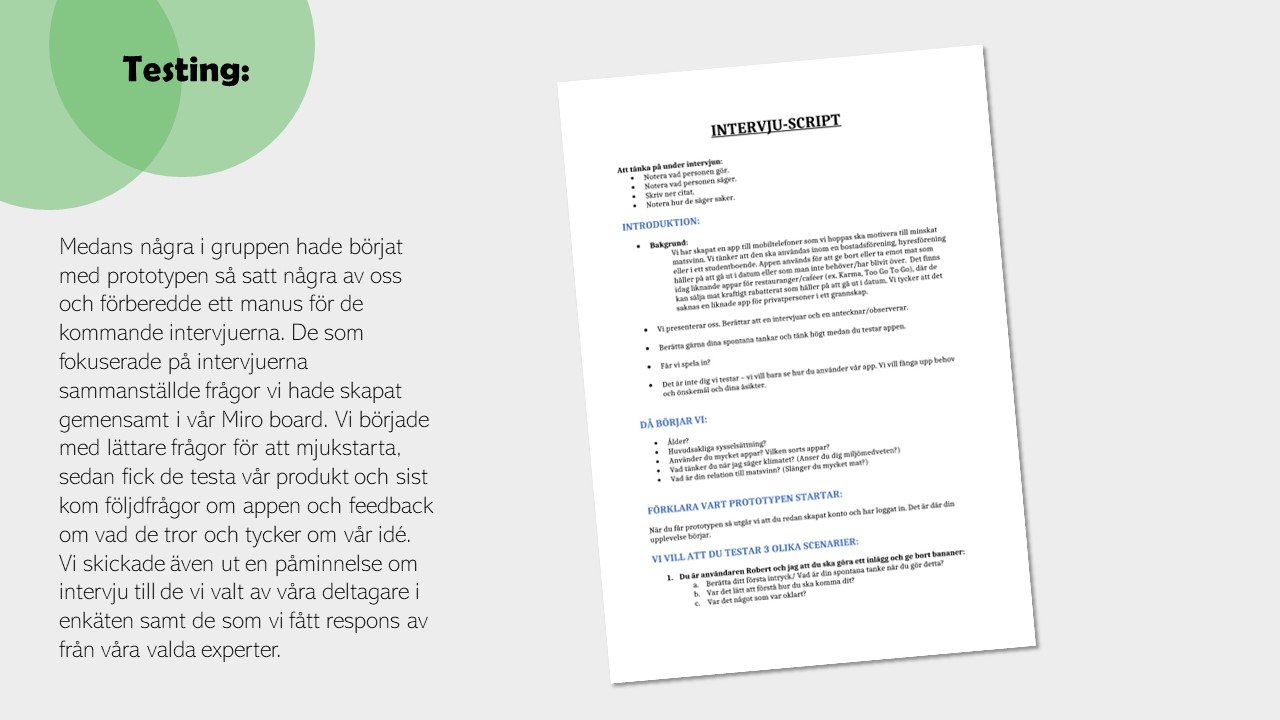 Testing:
Medan några i gruppen hade börjat
med prototypen så satt några av oss
och förberedde ett manus före
testning och intervjuerna. De som
fokuserade på intervjuerna
sammanställde frågor vi hade skapat
gemensamt i vår Miro board. Vi började
med lättare frågor för att mjukstarta,
sen fick de testa vår produkt och sist
kom följdfrågor om appen och feedback
om vad de tror och tycker om vår idé.
Vi skickade även ut en påminnelse om
intervju till de vi valt av våra deltagare i
enkäten samt de som vi fått respons av
från våra valda experter.
INTERVJU-SCRIPT
Att tänka på under intervjun:
• Notera vad personen gör.
• Notera vad personen säger.
• Skriv ner citat.
• Notera hur de säger saker.
INTRODUKTION:
• Bakgrund:
Vi har skapat en app till mobiltelefoner som vi hoppas ska motivera till minskat
matsvinn. Vi tänker att den ska användas inom en bostadsförening, hyresförening
eller i ett studentboende. Appen används för att ge bort eller ta emot mat som
håller på att gå ut i datum eller som man inte behöver/har blivit över. Det finns
idag liknande appar för restauranger/caféer (ex. Karma, Too Go To Go), där de
kan sälja mat kraftigt rabatterat som håller på att gå ut i datum. Vi tycker att det
saknas en liknade app för privatpersoner i ett grannskap.
• Vi presenterar oss. Berättar att en intervjuar och en antecknar/observerar.
• Berätta gärna dina spontana tankar och tänk högt medan du testar appen.
• Får vi spela in?
• Det är inte dig vi testar – vi vill bara se hur du använder vår app. Vi vill fånga upp behov
och önskemål och dina åsikter.
DÅ BÖRJAR VI:
• Ålder?
• Huvudsakliga sysselsättning?
• Använder du mycket appar? Vilken sorts appar?
• Vad tänker du när jag säger klimatet? (Anser du dig miljömedveten?)
• Vad är din relation till matsvinn? (Slänger du mycket mat?)
FÖRKLARA VART PROTOTYPEN STARTAR:
När du får prototypen så utgår vi att du redan skapat konto och har loggat in. Det är där din
upplevelse börjar.
VI VILL ATT DU TESTAR 3 OLIKA SCENARIER:
1. Du är användaren Robert och jag att du ska göra ett inlägg och ge bort bananer:
a. Berätta ditt första intryck/ Vad är din spontana tanke när du gör detta?
b. Var det lätt att förstå hur du ska komma dit?
c. Var det något som var oklart?